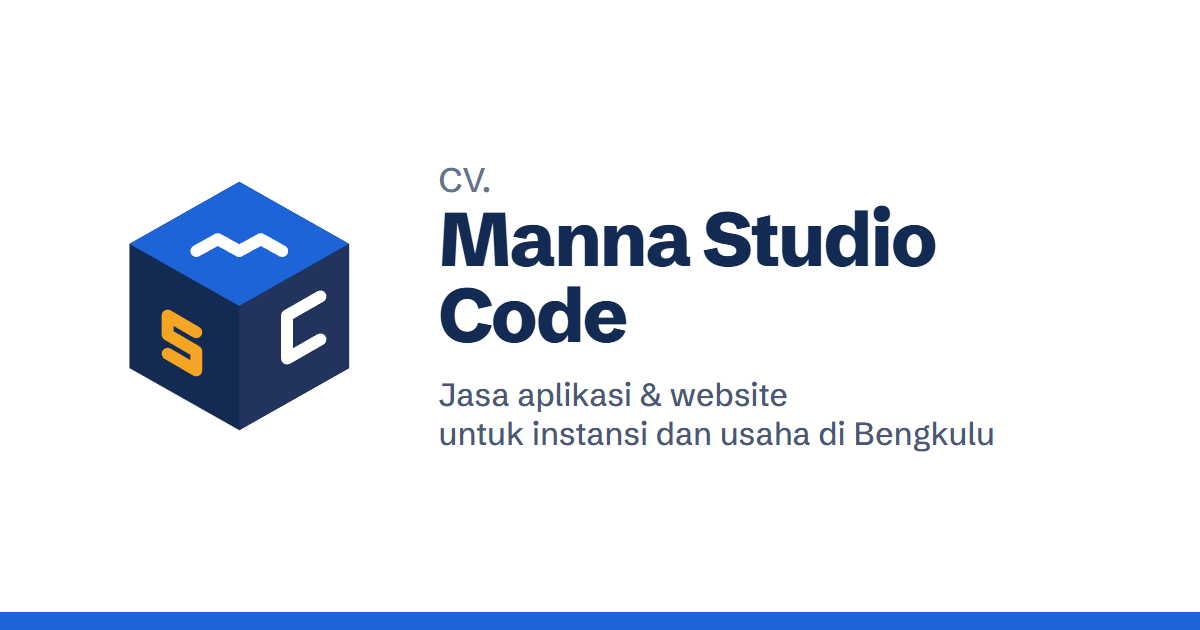 M
S
C
CV.
Manna Studio
Code
Jasa aplikasi & website
untuk instansi dan usaha di Bengkulu